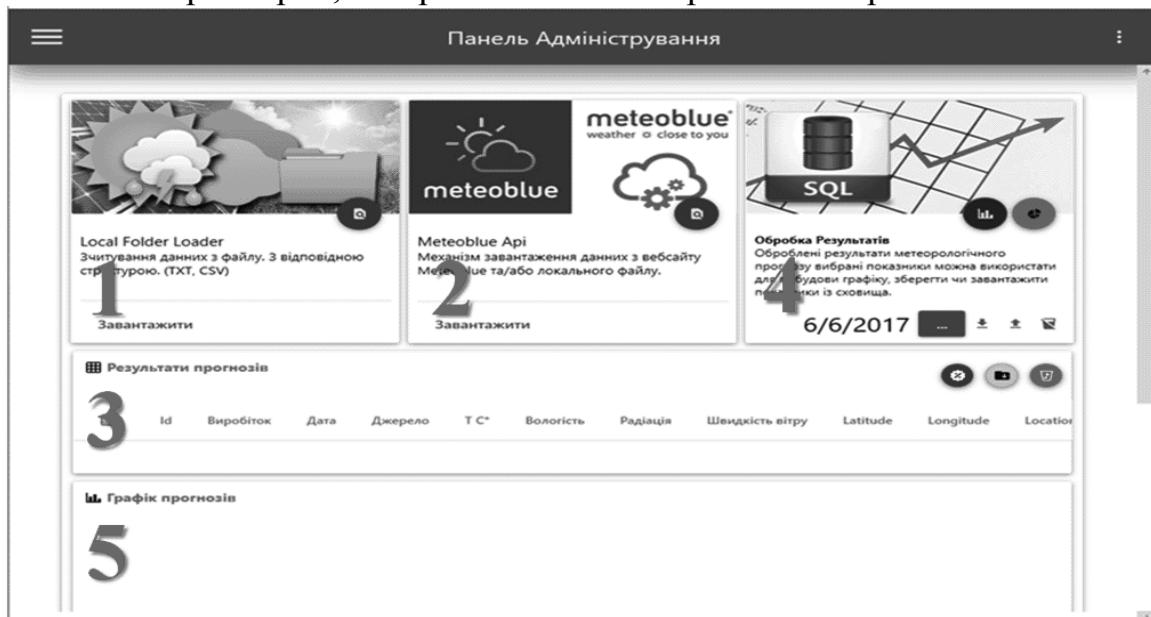 Панель Адміністрування
meteoblue
meteoblue
weather close to you
SQL
Local Folder Loader
Зчитування данних з файлу. З відповідною
структурою. (TXT, CSV)
1
Завантажити
Meteoblue Api
Механізм завантаження данних з вебсайту
Meteoblue та/або локального файлу.
2
Завантажити
Обробка Результатів
Оброблені результати метеорологічного
прогнозу вибрані показники можна використати
для побудови графіку, зберегти чи завантажити
показники із сховища.
4
6/6/2017 ...
Результати прогнозів
3
Id Виробіток Дата Джерело T C° Вологість Радіація Швидкість вітру Latitude Longitude Location
Графік прогнозів
5